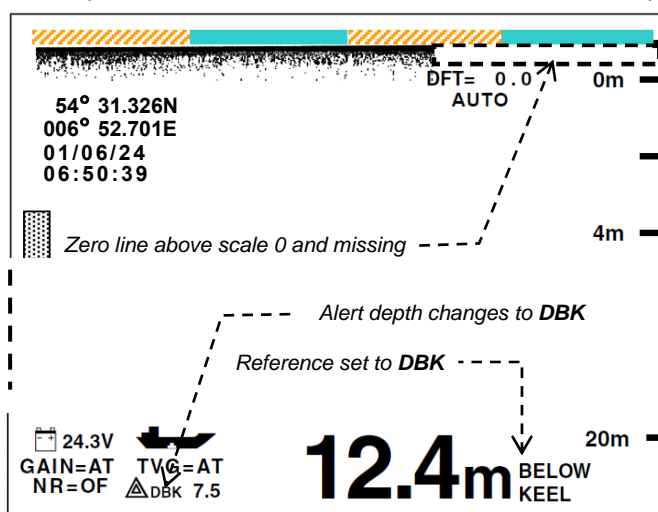 DFT= 0.0
AUTO
0m
54° 31.326N
006° 52.701E
01/06/24
06:50:39
4m
Zero line above scale 0 and missing
Alert depth changes to DBK
Reference set to DBK
20m
24.3V
GAIN=AT TVG=AT
NR=OF DBK 7.5
12.4m BELOW
KEEL